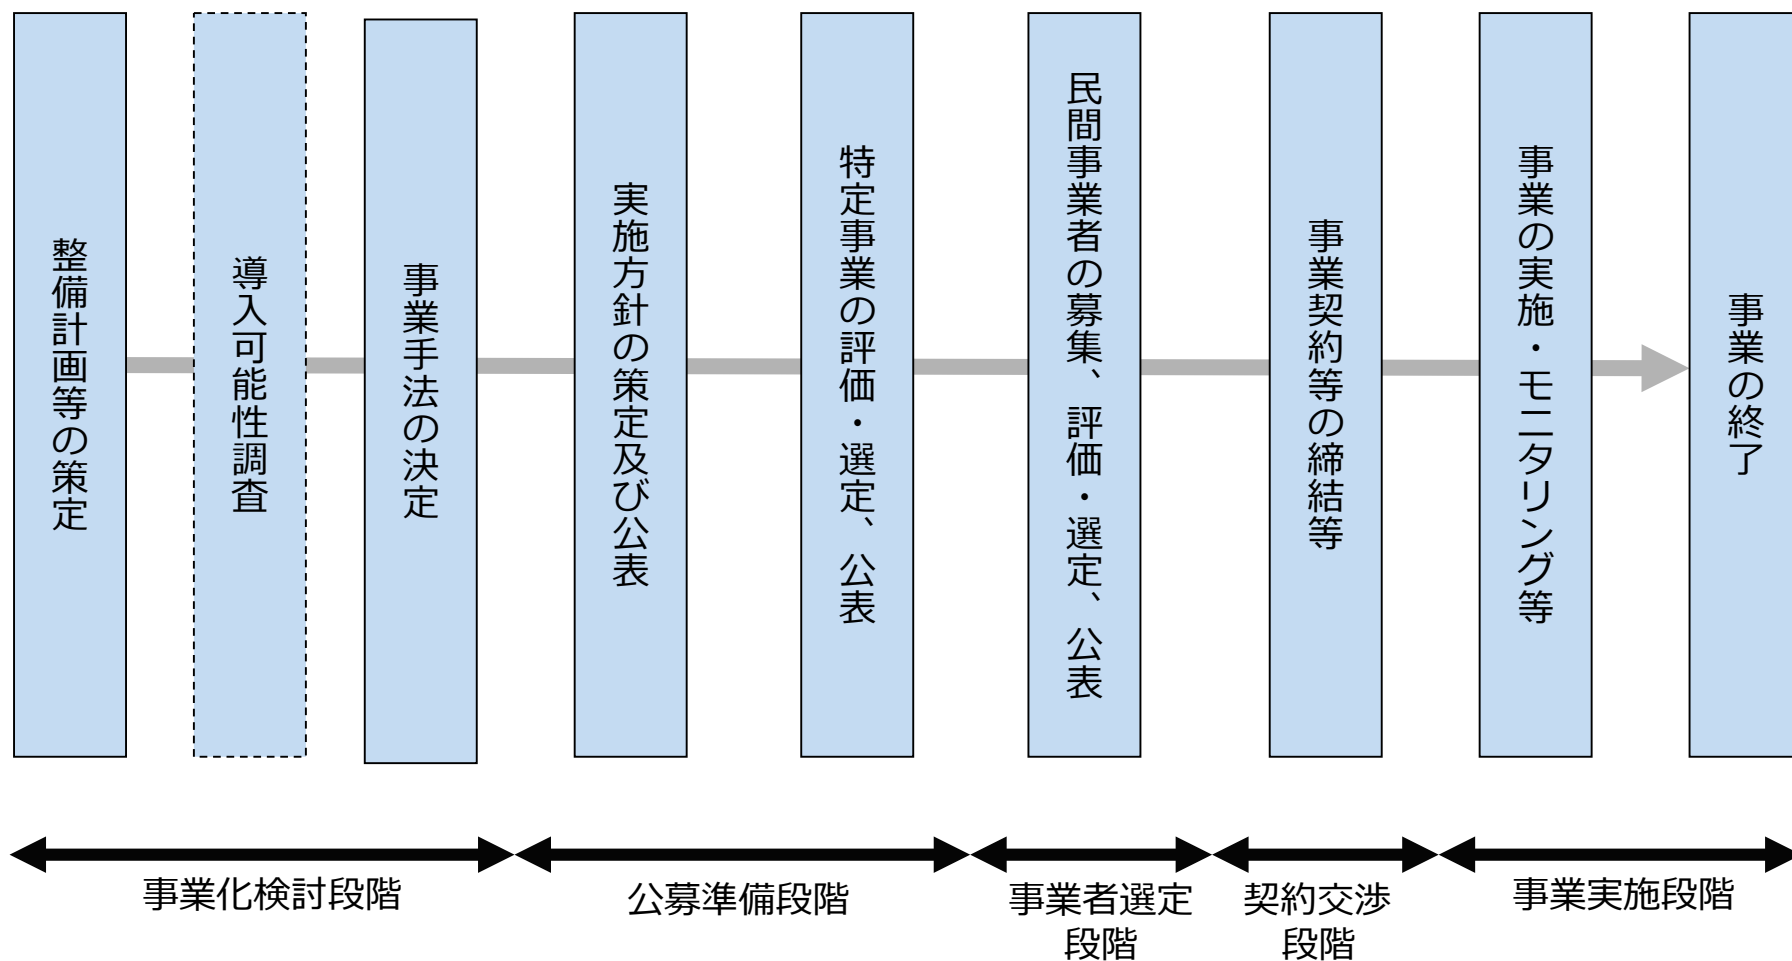 整備計画等の策定
導入可能性調査
事業手法の決定
実施方針の策定及び公表
特定事業の評価・選定、公表
民間事業者の募集、評価・選定、公表
事業契約等の締結等
事業の実施・モニタリング等
事業の終了
事業化検討段階
公募準備段階
事業者選定
段階
契約交渉
段階
事業実施段階